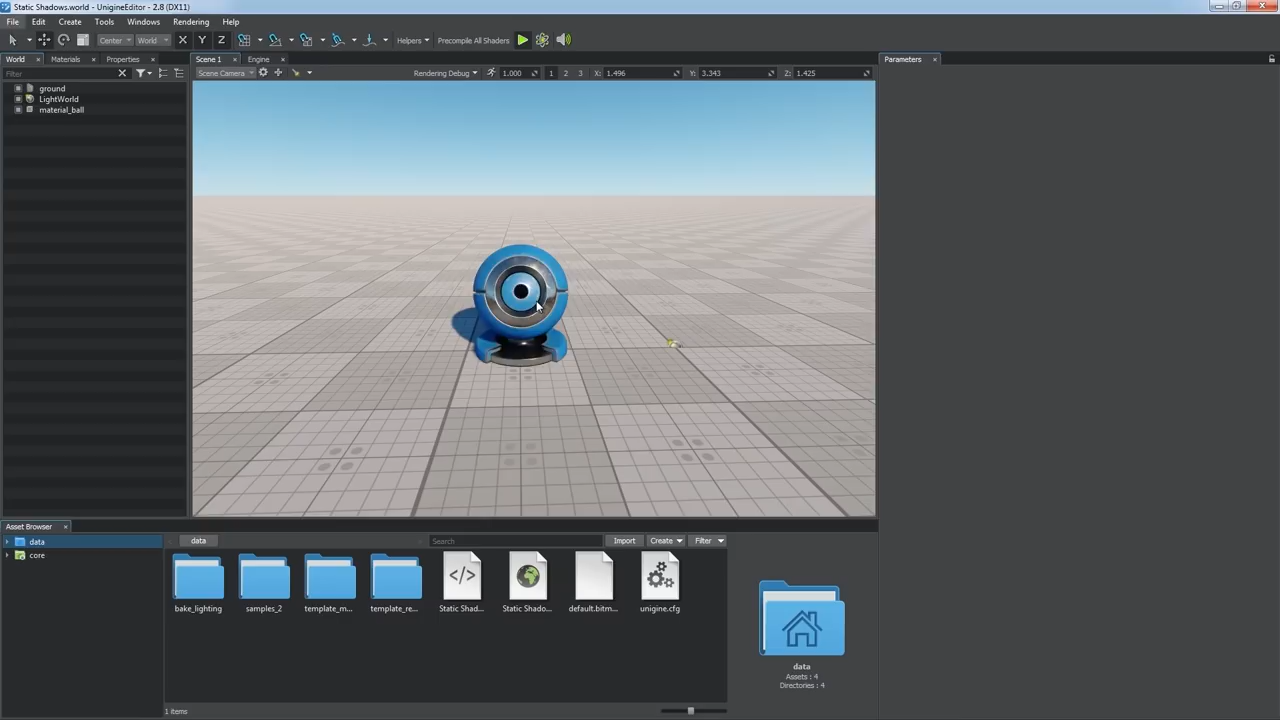 Static Shadows.world - UnigineEditor - 2.8 (DX11)
File Edit Create Tools Windows Rendering Help
Center World X Y Z Helpers Precompile All Shaders
World Materials Properties Scene 1 Engine Parameters
Filter Scene Camera Rendering Debug 1.000 1 2 3 X: 1.496 Y: 3.343 Z: 1.425
ground
LightWorld
material_ball
Asset Browser
data data Search Import Create Filter
core
bake_lighting samples_2 template_m... template_re... Static Shad... Static Shado... default.bitm... unigine.cfg
data
Assets : 4
Directories : 4
1 items